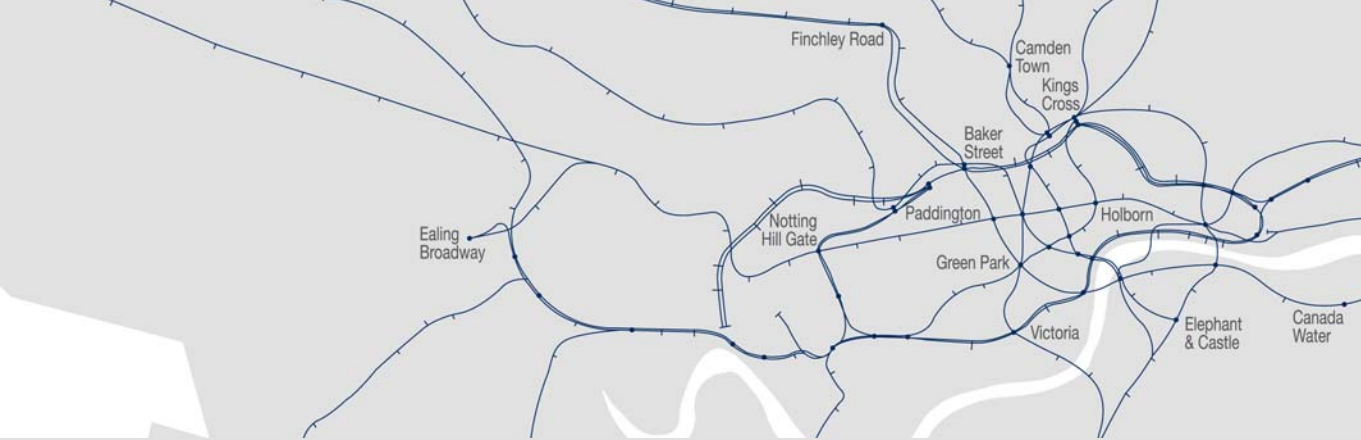 Finchley Road
Camden
Town
Kings
Cross
Baker
Street
Paddington
Holborn
Notting
Hill Gate
Ealing
Broadway
Green Park
Victoria
Elephant
& Castle
Canada
Water